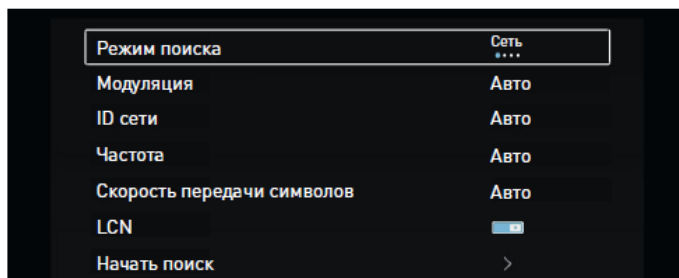 Режим поиска Сеть
Модуляция Авто
ID сети Авто
Частота Авто
Скорость передачи символов Авто
LCN
Начать поиск